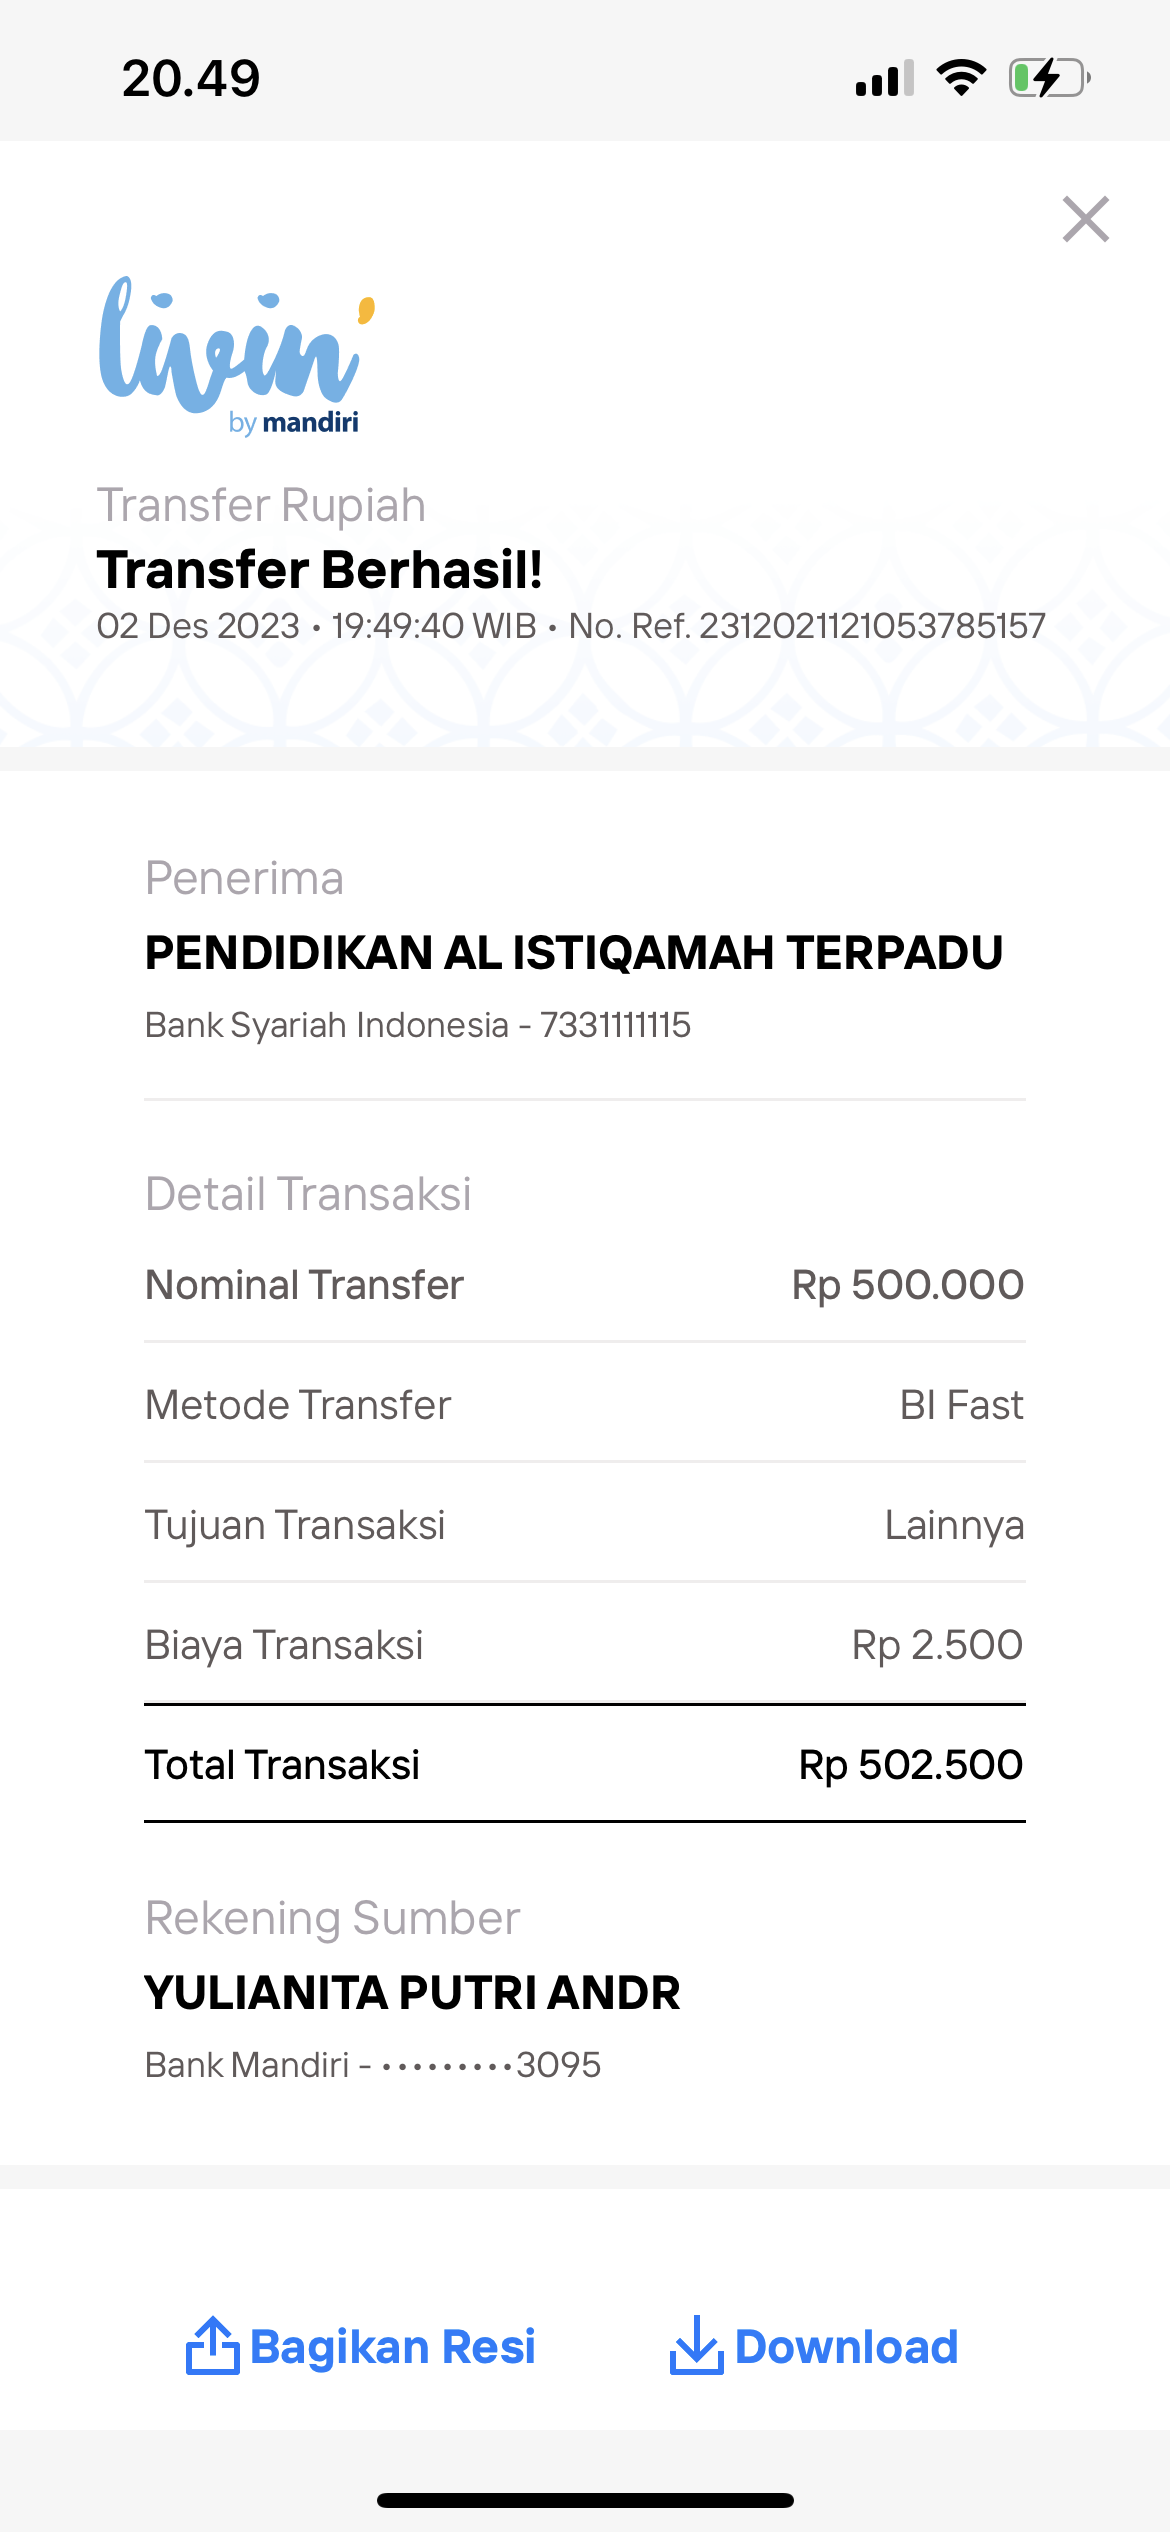 20.49
livin'
by mandiri
Transfer Rupiah
Transfer Berhasil!
02 Des 2023 • 19:49:40 WIB • No. Ref. 2312021121053785157
Penerima
PENDIDIKAN AL ISTIQAMAH TERPADU
Bank Syariah Indonesia - 7331111115
Detail Transaksi
Nominal Transfer Rp 500.000
Metode Transfer BI Fast
Tujuan Transaksi Lainnya
Biaya Transaksi Rp 2.500
Total Transaksi Rp 502.500
Rekening Sumber
YULIANITA PUTRI ANDR
Bank Mandiri - •••••••••3095
Bagikan Resi Download